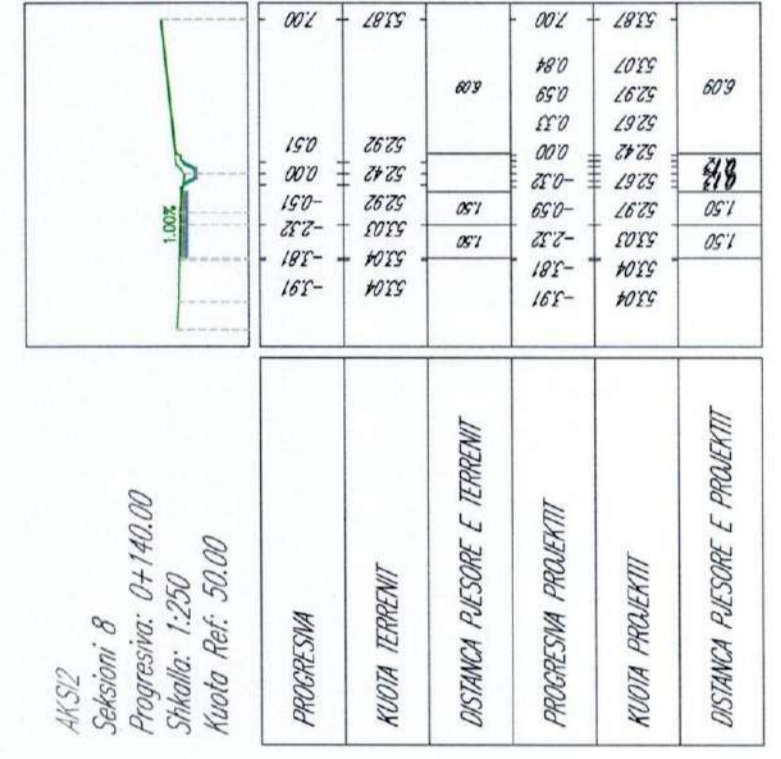 AKSI2
Seksioni 8
Progresiva: 0+140.00
Shkalla: 1:250
Kuota Ref.: 50.00
1.00%
PROGRESIVA
-3.91 -3.81 -2.32 -0.51 0.00 0.51 7.00
KUOTA TERRENIT
53.04 53.04 53.03 52.92 52.42 52.92 53.87
DISTANCA PJESORE E TERRENIT
1.50 1.50 6.09
PROGRESIVA PROJEKTIT
-3.91 -3.81 -2.32 -0.59 -0.32 0.00 0.33 0.59 0.84 7.00
KUOTA PROJEKTIT
53.04 53.04 53.03 52.97 52.67 52.42 52.67 52.97 53.07 53.87
DISTANCA PJESORE E PROJEKTIT
1.50 1.50 6.09